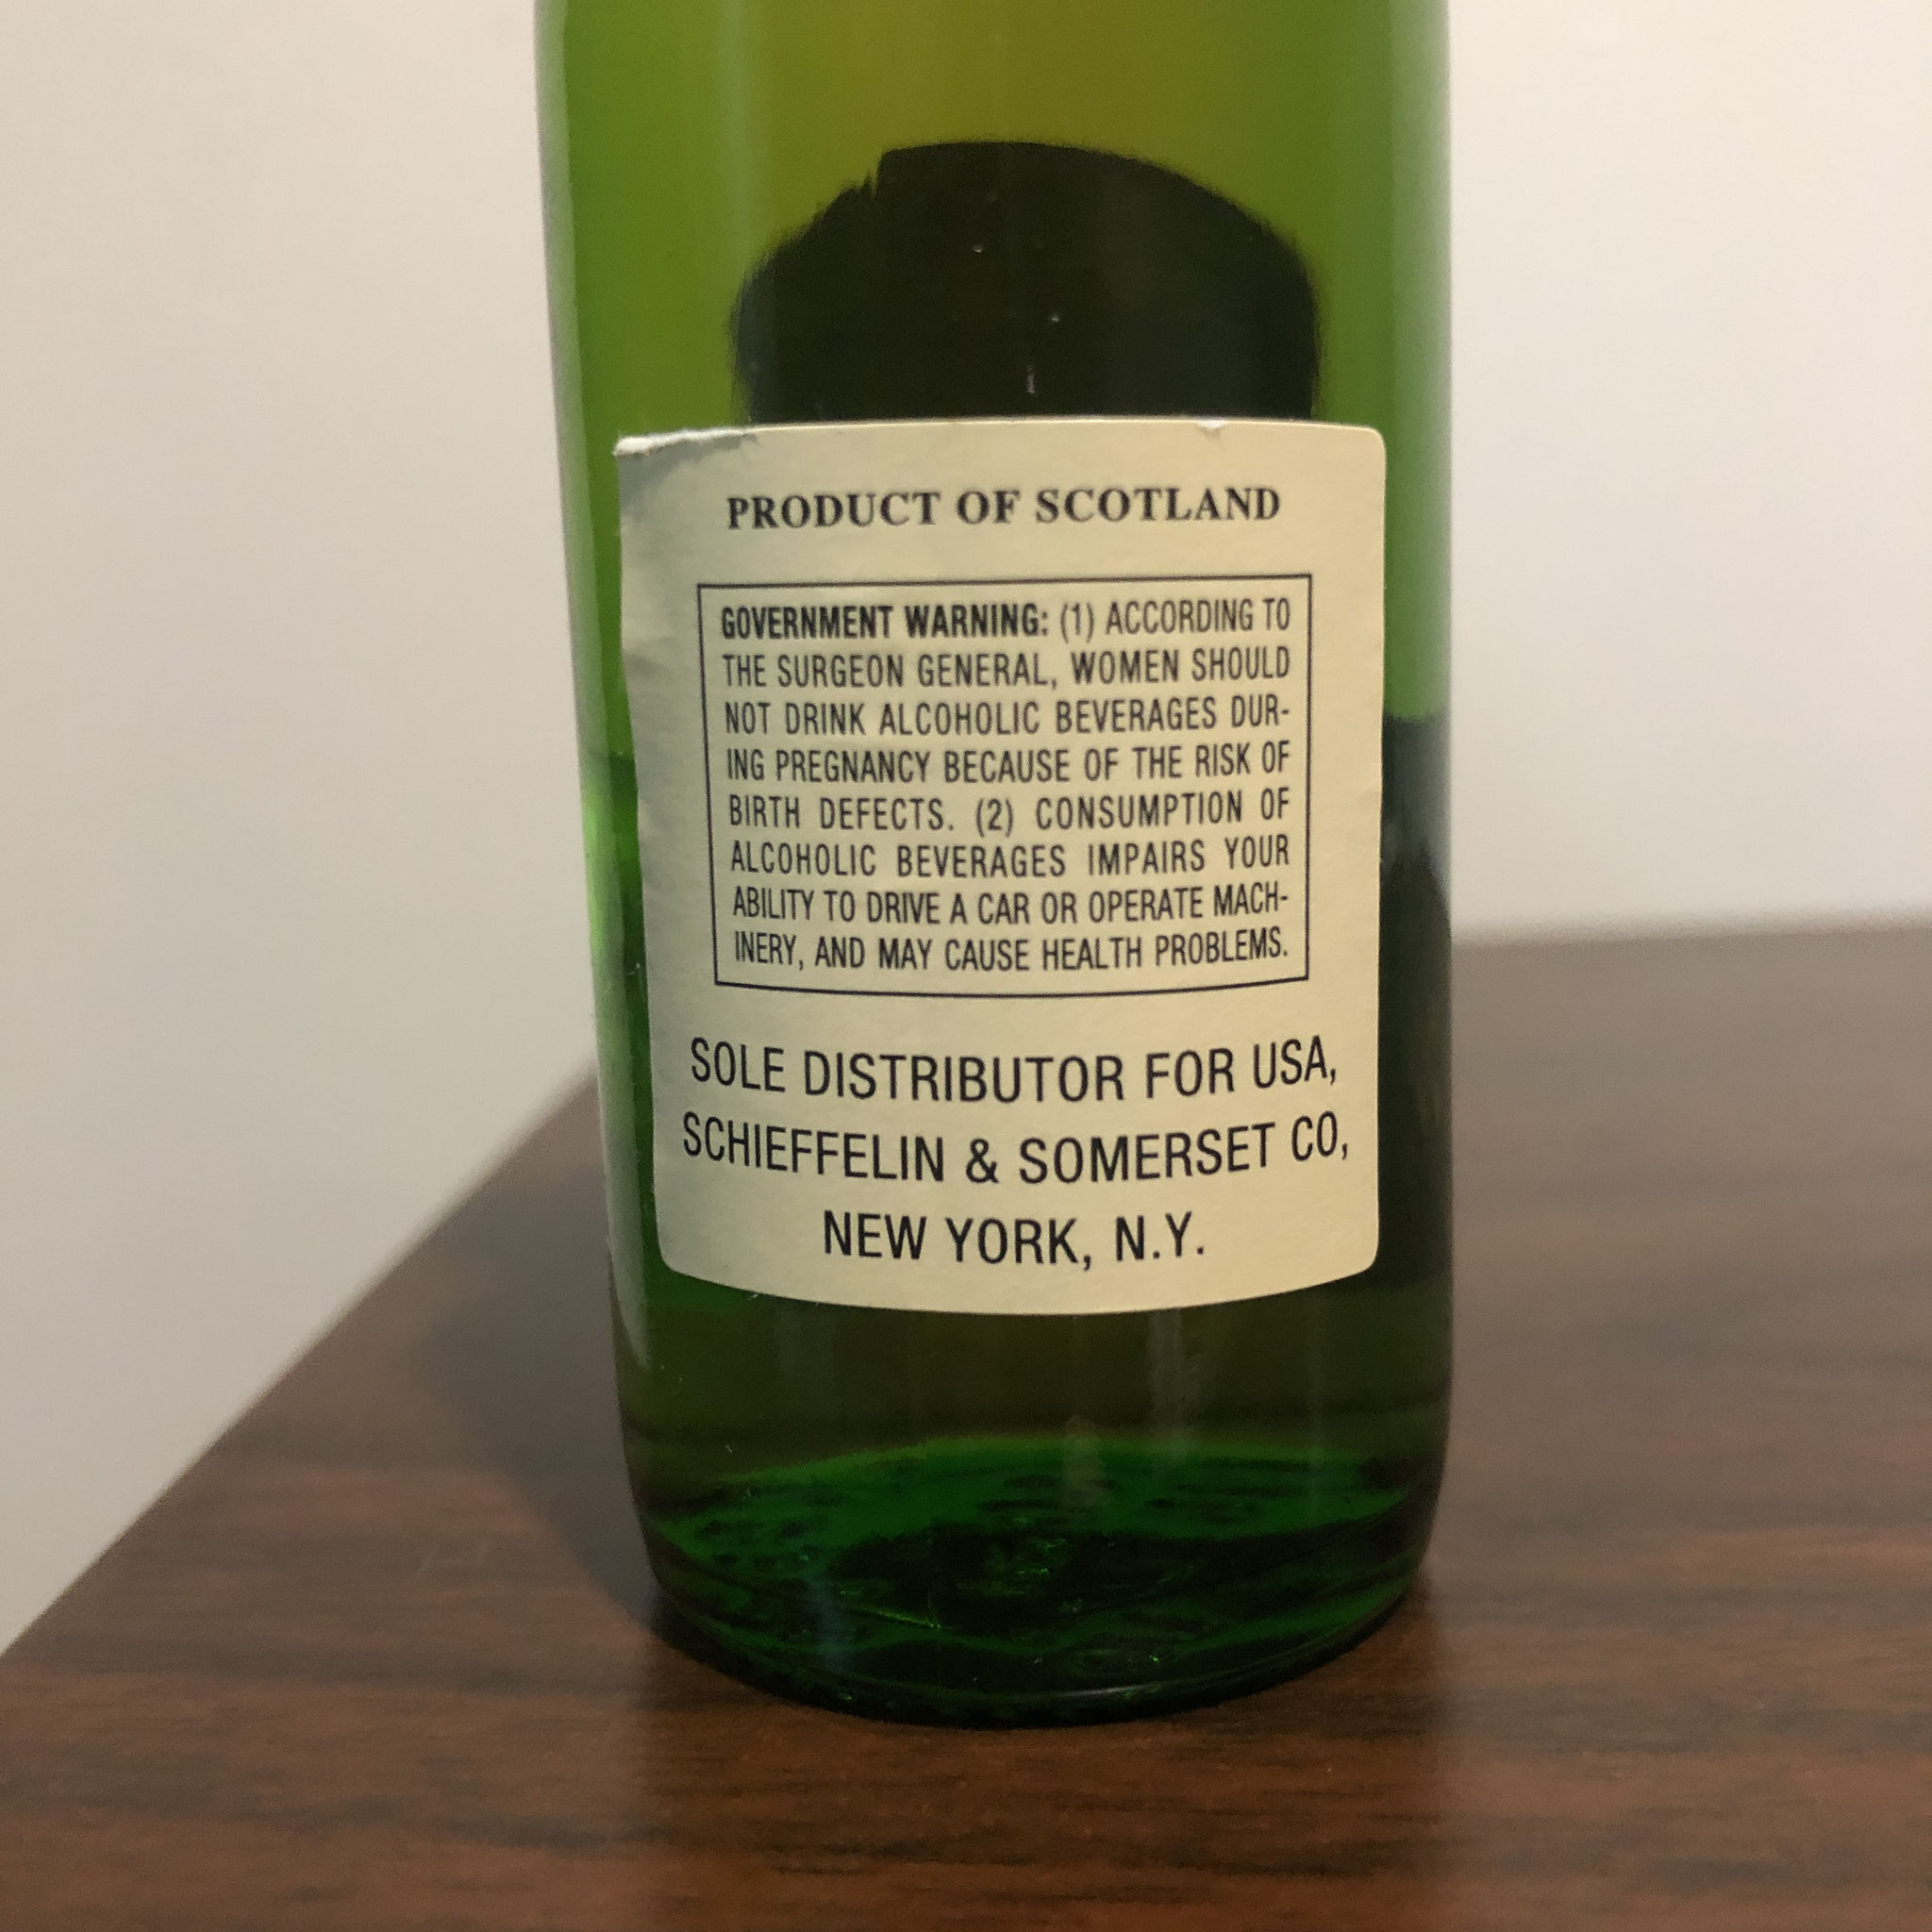 PRODUCT OF SCOTLAND
GOVERNMENT WARNING: (1) ACCORDING TO
THE SURGEON GENERAL, WOMEN SHOULD
NOT DRINK ALCOHOLIC BEVERAGES DUR-
ING PREGNANCY BECAUSE OF THE RISK OF
BIRTH DEFECTS. (2) CONSUMPTION OF
ALCOHOLIC BEVERAGES IMPAIRS YOUR
ABILITY TO DRIVE A CAR OR OPERATE MACH-
INERY, AND MAY CAUSE HEALTH PROBLEMS.
SOLE DISTRIBUTOR FOR USA,
SCHIEFFELIN & SOMERSET CO,
NEW YORK, N.Y.